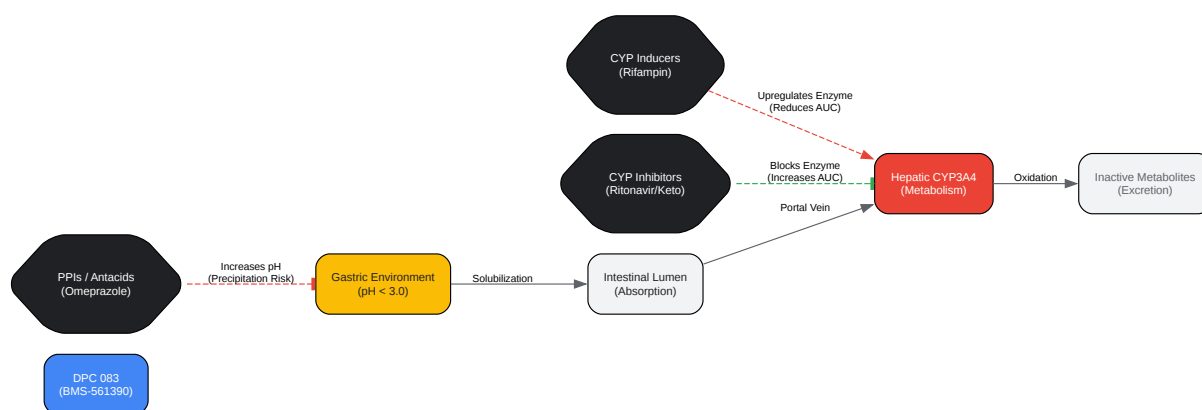 CYP Inducers
(Rifampin)
Upregulates Enzyme
(Reduces AUC)
CYP Inhibitors
(Ritonavir/Keto)
Blocks Enzyme
(Increases AUC)
Hepatic CYP3A4
(Metabolism)
Oxidation
Inactive Metabolites
(Excretion)
Portal Vein
PPIs / Antacids
(Omeprazole)
Increases pH
(Precipitation Risk)
Gastric Environment
(pH < 3.0)
Solubilization
Intestinal Lumen
(Absorption)
DPC 083
(BMS-561390)